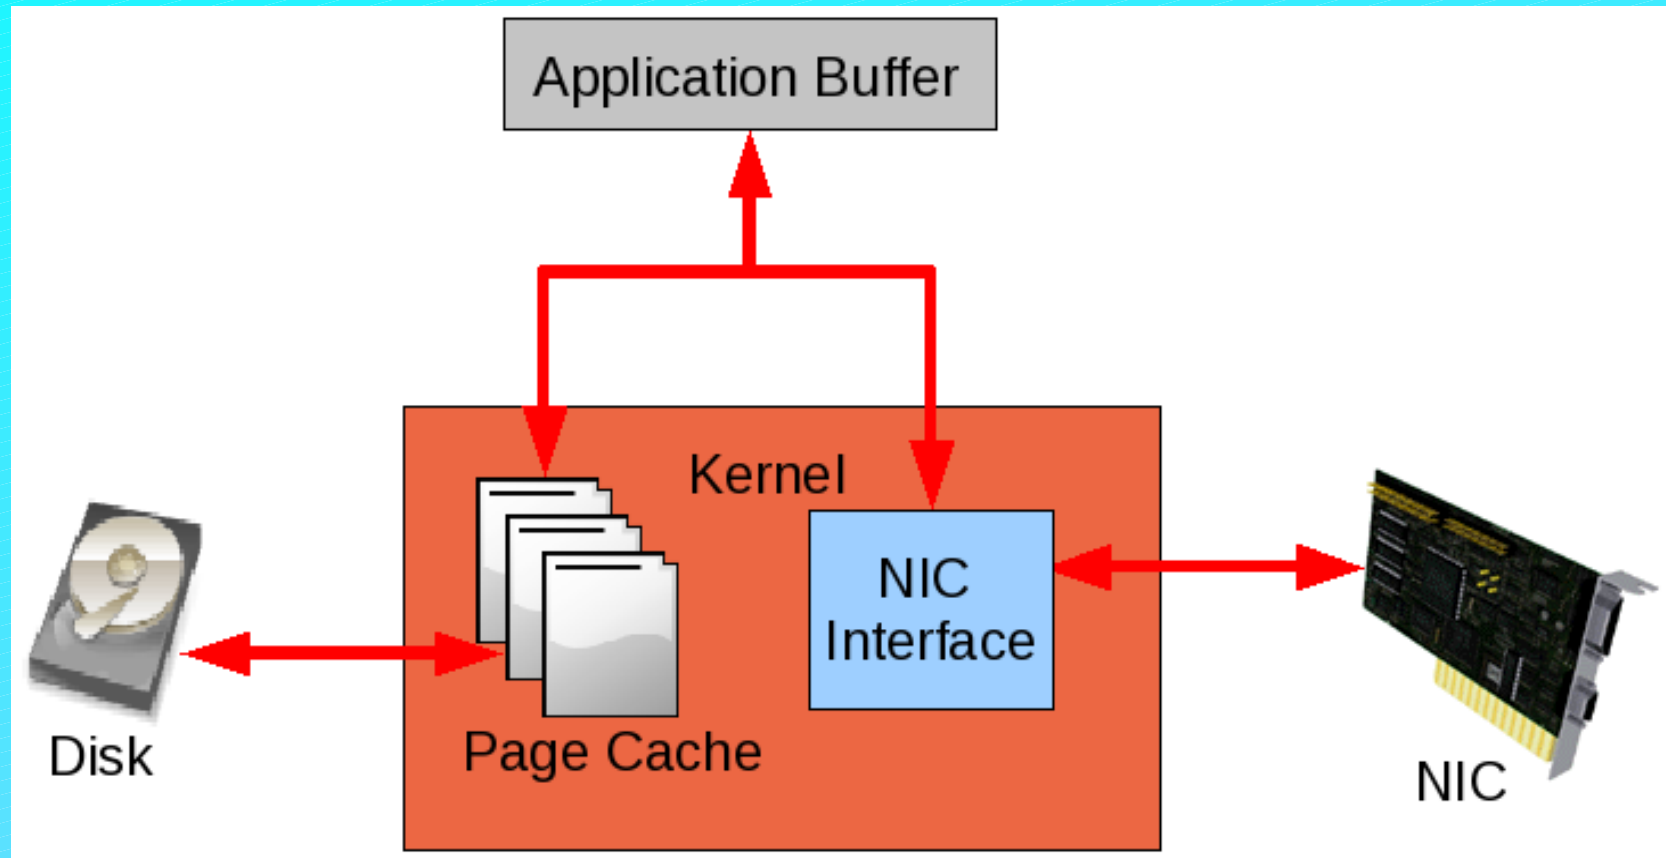 Application Buffer
Kernel
NIC
Interface
Page Cache
Disk
NIC